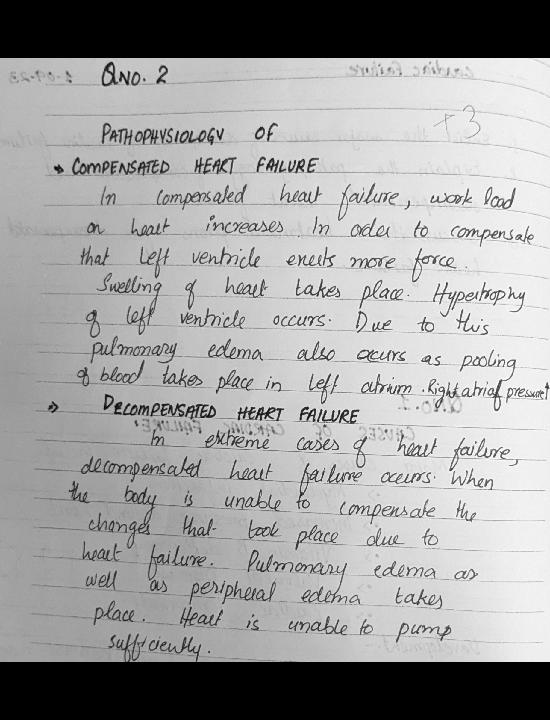 QNO. 2
+3
PATHOPHYSIOLOGY OF
COMPENSATED HEART FAILURE
In compensated heart failure, work load
on heart increases. In order to compensate
that left ventricle exerts more force.
Swelling of heart takes place. Hypertrophy
of left ventricle occurs. Due to this
pulmonary edema also occurs as pooling
of blood takes place in left atrium. Right atrial pressure↑
DECOMPENSATED HEART FAILURE
In extreme cases of heart failure,
decompensated heart failure occurs. When
the body is unable to compensate the
changes that took place due to
heart failure. Pulmonary edema as
well as peripheral edema takes
place. Heart is unable to pump
sufficiently.